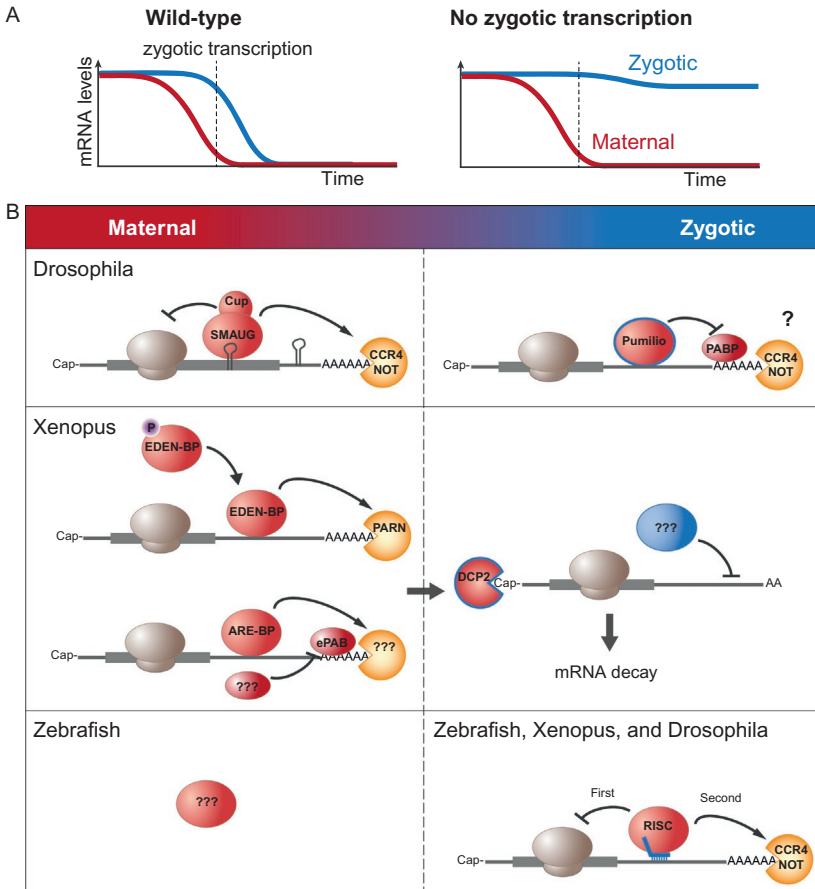 A
Wild-type
No zygotic transcription
zygotic transcription
mRNA levels
Time
Zygotic
Maternal
Time
B
Maternal
Zygotic
Drosophila
Cup
SMAUG
Cap-
AAAAAA
CCR4
NOT
?
Pumilio
PABP
Cap-
AAAAAA
CCR4
NOT
Xenopus
P
EDEN-BP
EDEN-BP
Cap-
AAAAAA
PARN
ARE-BP
ePAB
???
Cap-
AAAAAA
???
???
DCP2
Cap-
AA
mRNA decay
Zebrafish
???
Zebrafish, Xenopus, and Drosophila
First
Second
RISC
Cap-
AAAAAA
CCR4
NOT